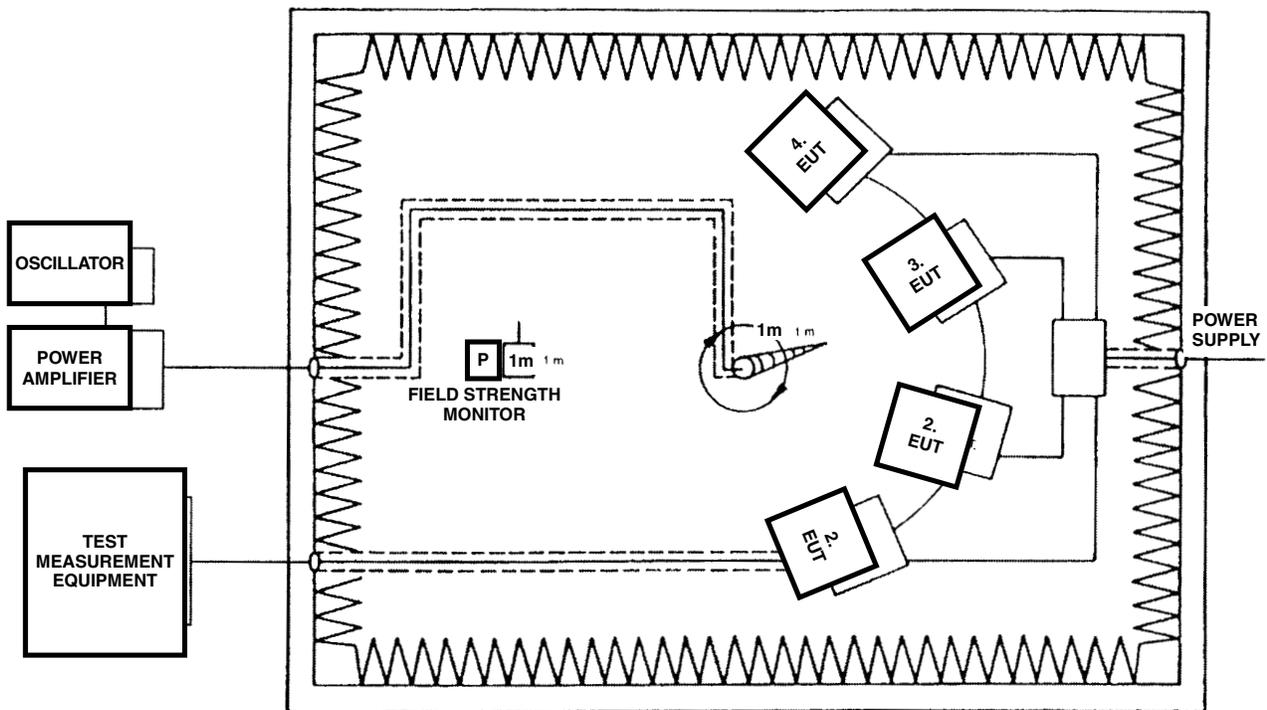 4.
EUT
OSCILLATOR
3.
EUT
POWER
SUPPLY
1m 1 m
POWER
AMPLIFIER
P 1m 1 m
FIELD STRENGTH
MONITOR
2.
EUT
TEST
MEASUREMENT
EQUIPMENT
2.
EUT